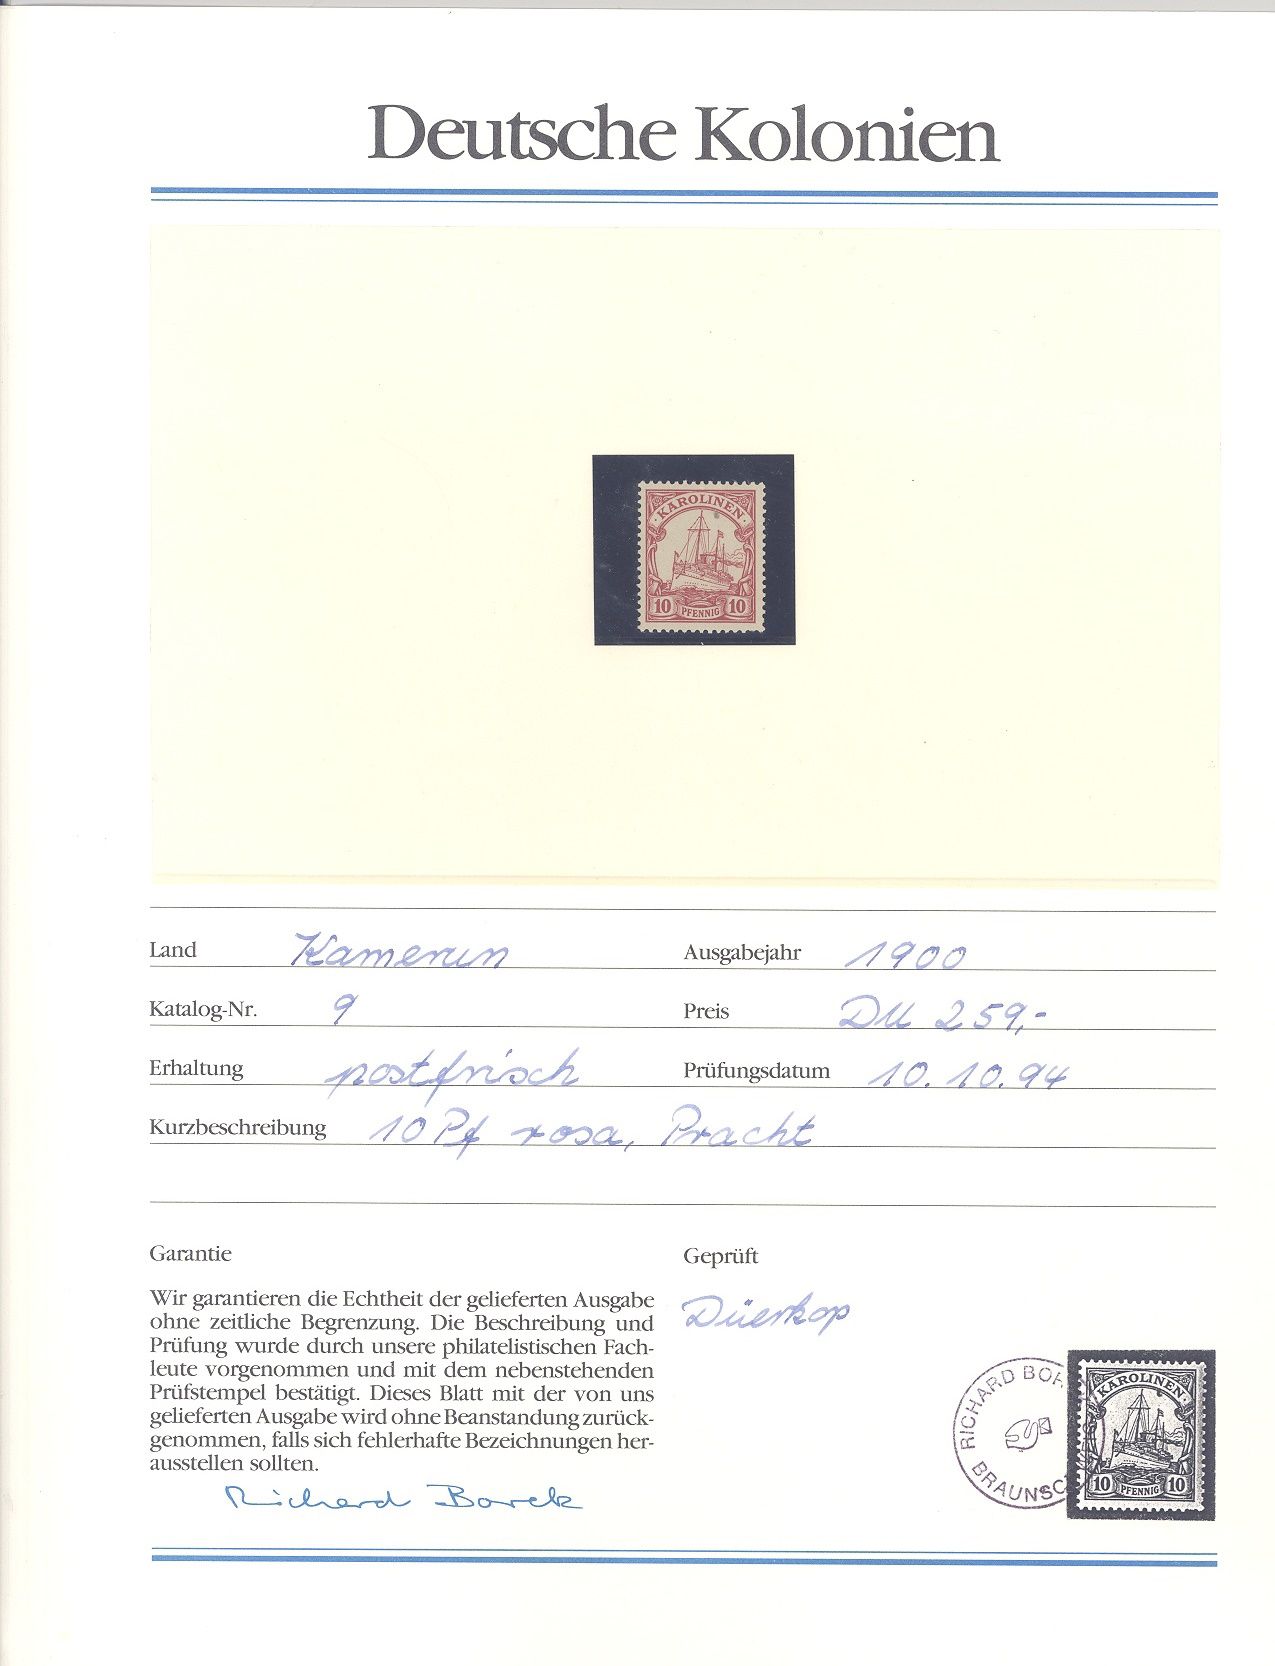 Deutsche Kolonien
KAROLINEN
10 PFENNIG 10
Land Kamerun Ausgabejahr 1900
Katalog-Nr. 9 Preis DM 259,-
Erhaltung postfrisch Prüfungsdatum 10.10.94
Kurzbeschreibung 10 Pf rosa, Pracht
Garantie
Wir garantieren die Echtheit der gelieferten Ausgabe
ohne zeitliche Begrenzung. Die Beschreibung und
Prüfung wurde durch unsere philatelistischen Fach-
leute vorgenommen und mit dem nebenstehenden
Prüfstempel bestätigt. Dieses Blatt mit der von uns
gelieferten Ausgabe wird ohne Beanstandung zurück-
genommen, falls sich fehlerhafte Bezeichnungen her-
ausstellen sollten.
Richard Borek
Geprüft
Düerkop
RICHARD BOR
BRAUNSC
KAROLINEN
10 PFENNIG 10